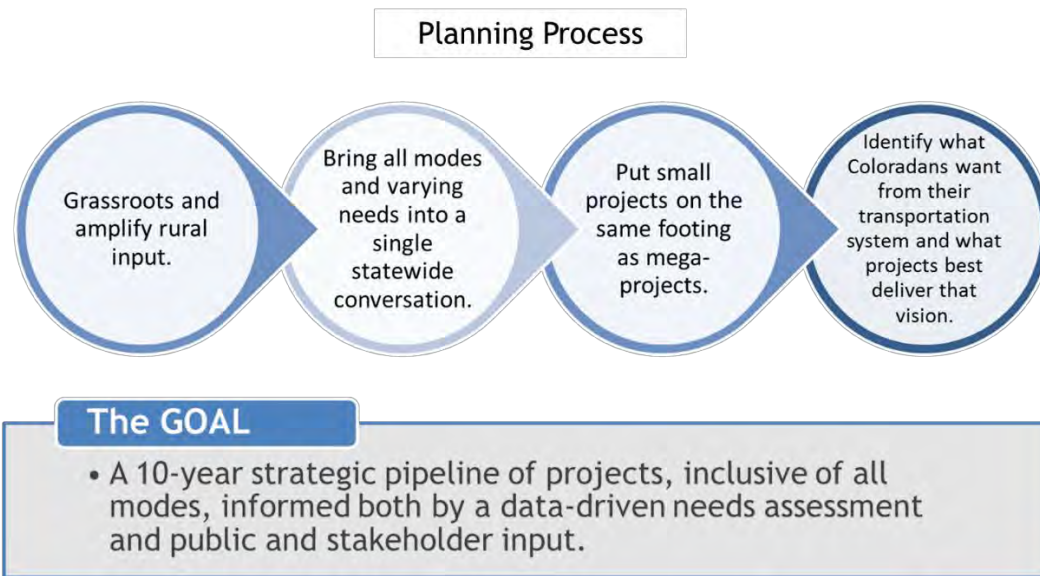 Planning Process
Grassroots and
amplify rural
input.
Bring all modes
and varying
needs into a
single
statewide
conversation.
Put small
projects on the
same footing
as mega-
projects.
Identify what
Coloradans want
from their
transportation
system and what
projects best
deliver that
vision.
The GOAL
• A 10-year strategic pipeline of projects, inclusive of all
modes, informed both by a data-driven needs assessment
and public and stakeholder input.